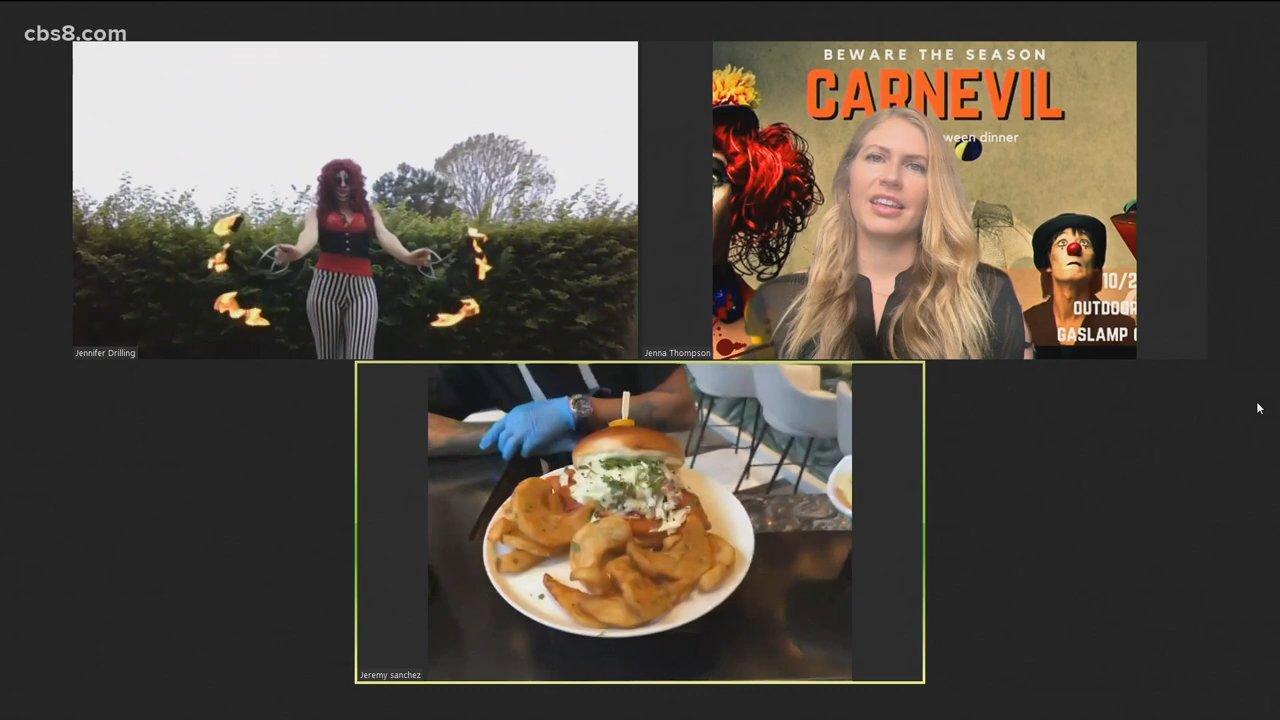 cbs8.com
BEWARE THE SEASON
CARNEVIL
ween dinner
10/2
OUTDOOR
GASLAMP
Jennifer Drilling
Jenna Thompson
Jeremy sanchez